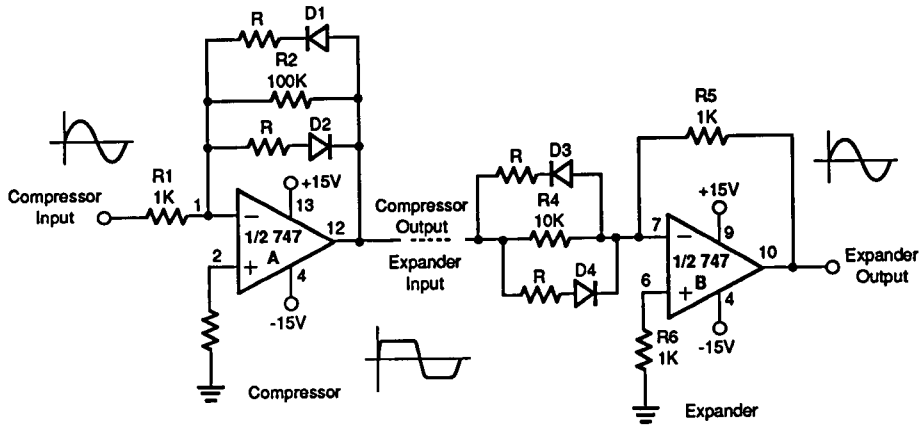 R
D1
R2
100K
R
D2
R1
1K
Compressor
Input
1
2
+15V
13
1/2 747
A
12
4
-15V
Compressor
Output
Expander
Input
Compressor
R
D3
R4
10K
R
D4
R5
1K
7
6
+15V
9
1/2 747
B
10
4
-15V
R6
1K
Expander
Output
Expander